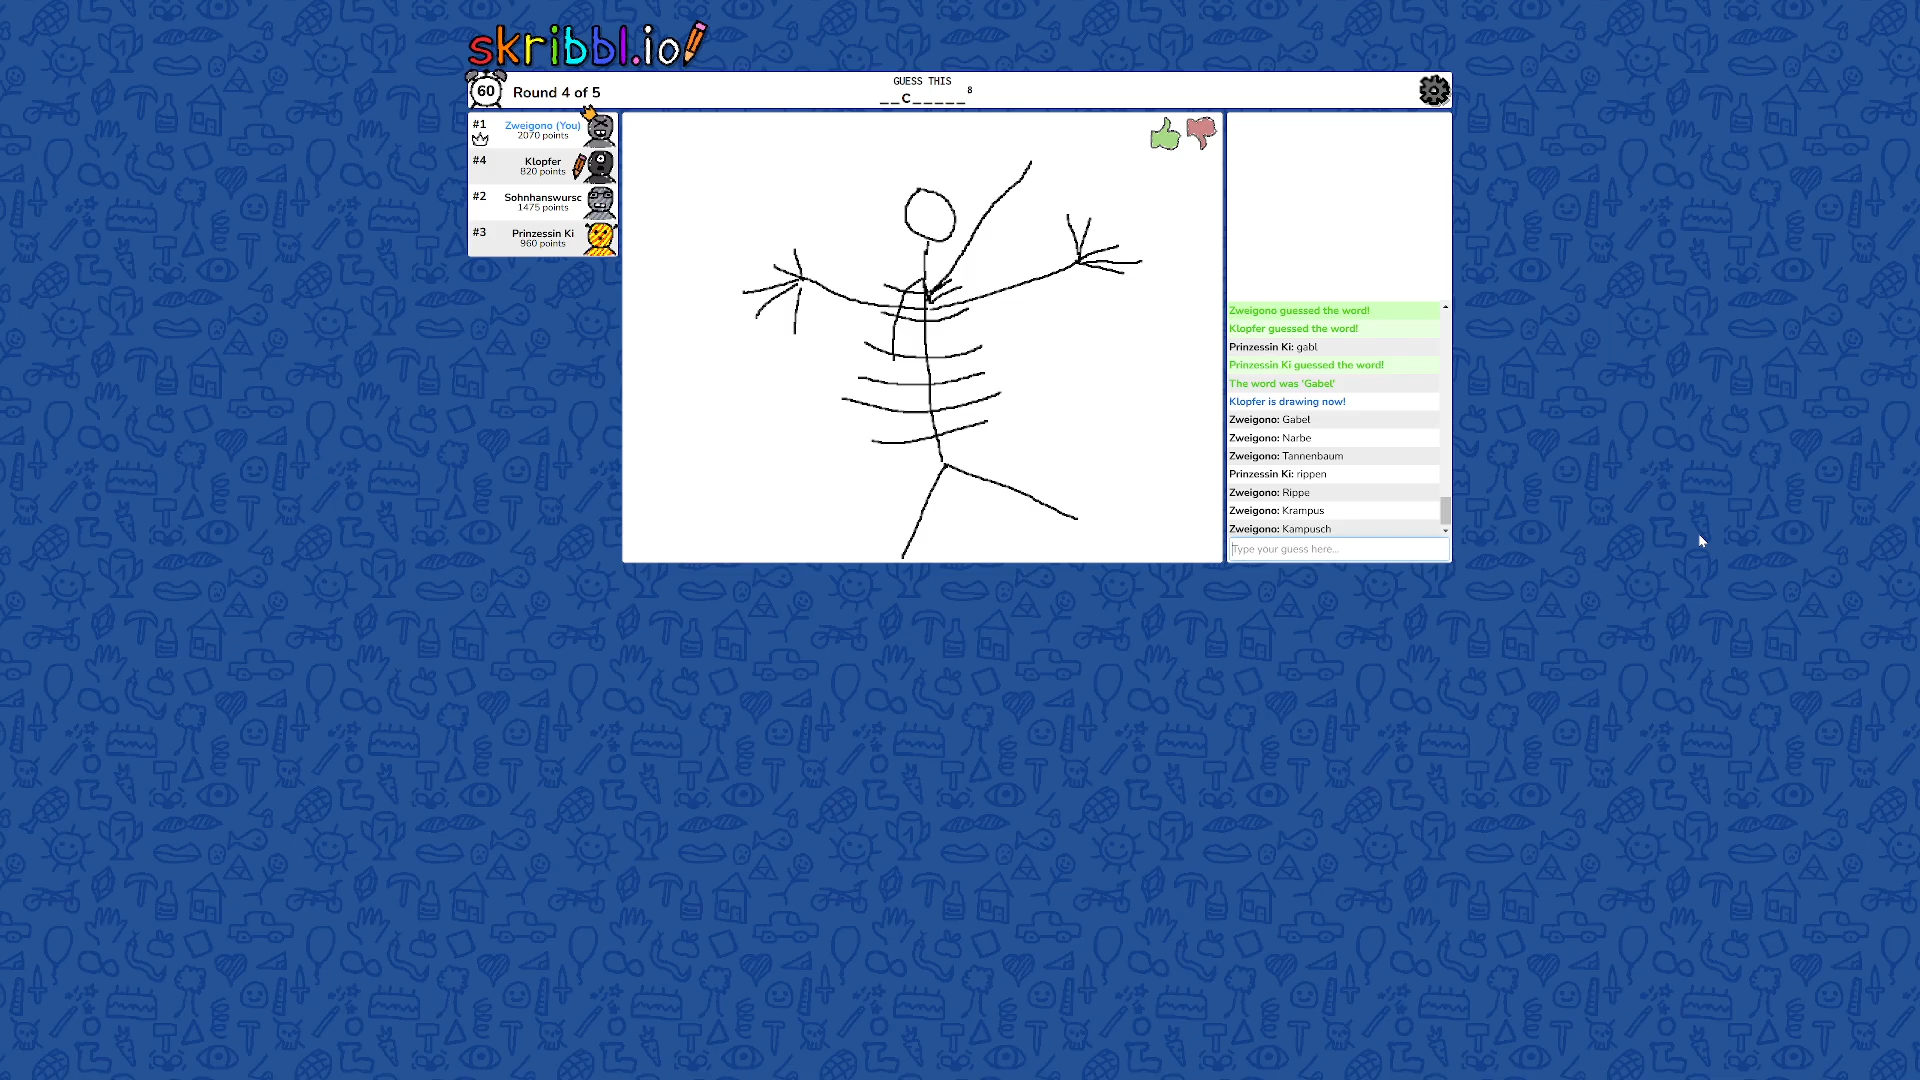 skribbl.io
60
Round 4 of 5
GUESS THIS
__C_____ 8
#1
Zweigono (You)
2070 points
#4
Klopfer
820 points
#2
Sohnhanswursc
1475 points
#3
Prinzessin Ki
960 points
Zweigono guessed the word!
Klopfer guessed the word!
Prinzessin Ki: gabl
Prinzessin Ki guessed the word!
The word was 'Gabel'
Klopfer is drawing now!
Zweigono: Gabel
Zweigono: Narbe
Zweigono: Tannenbaum
Prinzessin Ki: rippen
Zweigono: Rippe
Zweigono: Krampus
Zweigono: Kampusch
Type your guess here...